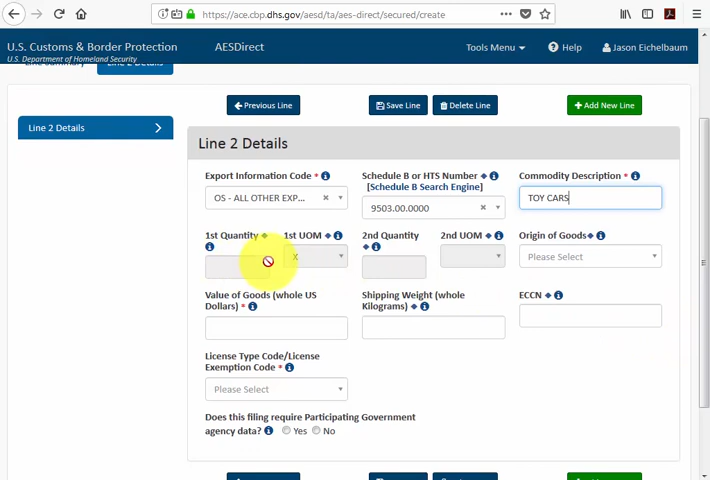 https://ace.cbp.dhs.gov/aesd/ta/aes-direct/secured/create
U.S. Customs & Border Protection
U.S. Department of Homeland Security
AESDirect
Tools Menu
Help
Jason Eichelbaum
Line Summary
Line 2 Details
Previous Line
Save Line
Delete Line
Add New Line
Line 2 Details
Line 2 Details
Export Information Code *
Schedule B or HTS Number
[Schedule B Search Engine]
Commodity Description *
OS - ALL OTHER EXP...
9503.00.0000
TOY CARS
1st Quantity
1st UOM
2nd Quantity
2nd UOM
Origin of Goods
X
Please Select
Value of Goods (whole US
Dollars) *
Shipping Weight (whole
Kilograms)
ECCN
License Type Code/License
Exemption Code *
Please Select
Does this filing require Participating Government
agency data?
Yes
No